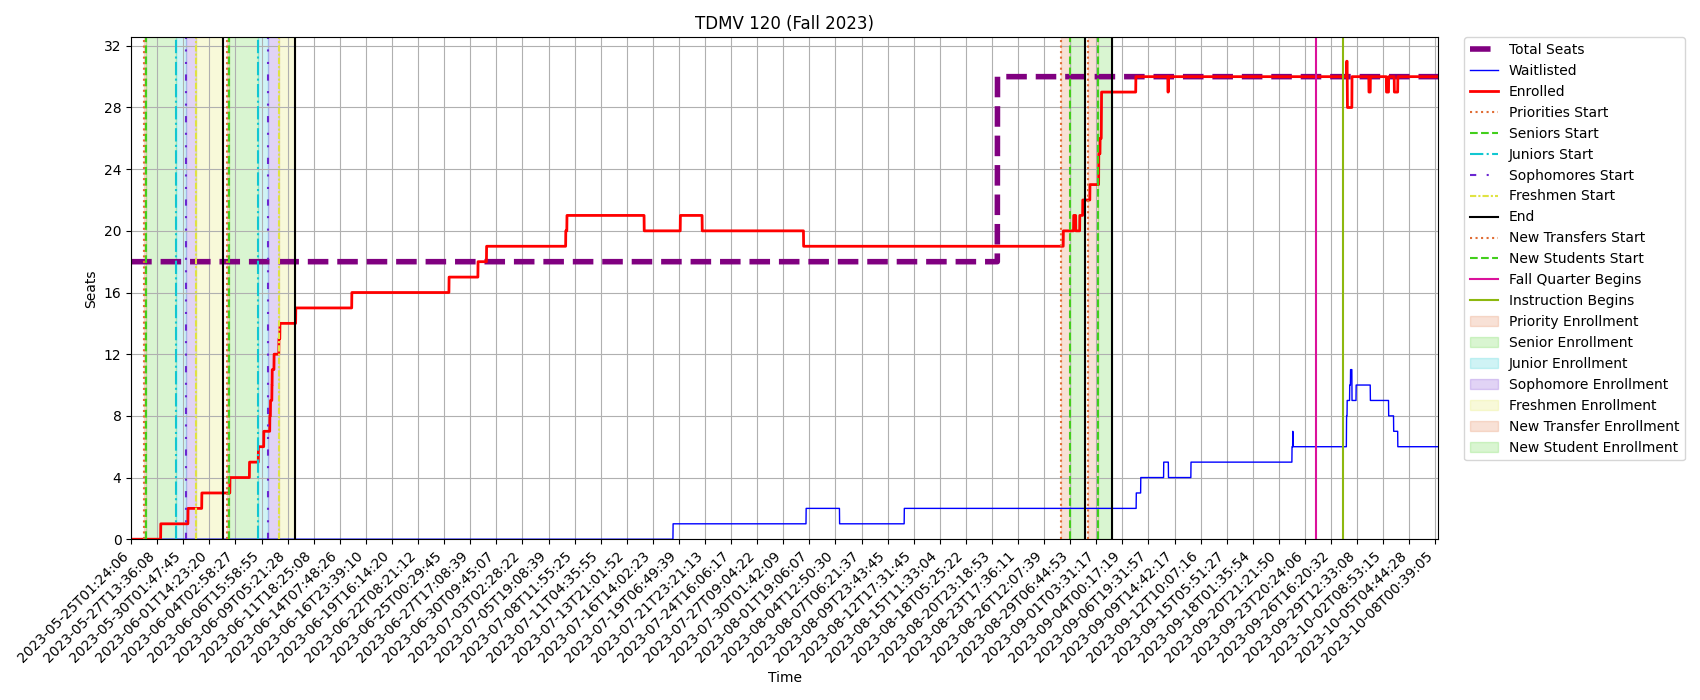 TDMV 120 (Fall 2023)
32
28
24
20
16
12
8
4
0
Seats
2023-05-25T01:24:06
2023-05-27T13:36:08
2023-05-30T01:47:45
2023-06-01T14:23:20
2023-06-04T02:58:27
2023-06-06T15:58:55
2023-06-09T05:21:28
2023-06-11T18:25:08
2023-06-14T07:48:26
2023-06-16T23:39:10
2023-06-19T16:14:20
2023-06-22T08:21:12
2023-06-25T00:29:45
2023-06-27T17:08:39
2023-06-30T09:45:07
2023-07-03T02:28:22
2023-07-05T19:08:39
2023-07-08T11:55:25
2023-07-11T04:35:55
2023-07-13T21:01:52
2023-07-16T14:02:23
2023-07-19T06:49:39
2023-07-21T23:21:13
2023-07-24T16:06:17
2023-07-27T09:04:22
2023-07-30T01:42:09
2023-08-01T19:06:07
2023-08-04T12:50:30
2023-08-07T06:21:37
2023-08-09T23:43:45
2023-08-12T17:31:45
2023-08-15T11:33:04
2023-08-18T05:25:22
2023-08-20T23:18:53
2023-08-23T17:36:11
2023-08-26T12:07:39
2023-08-29T06:44:53
2023-09-01T03:31:17
2023-09-04T00:17:19
2023-09-06T19:31:57
2023-09-09T14:42:17
2023-09-12T10:07:16
2023-09-15T05:51:27
2023-09-18T01:35:54
2023-09-20T21:21:50
2023-09-23T20:24:06
2023-09-26T16:20:32
2023-09-29T12:33:08
2023-10-02T08:53:15
2023-10-05T04:44:28
2023-10-08T00:39:05
Time
Total Seats
Waitlisted
Enrolled
Priorities Start
Seniors Start
Juniors Start
Sophomores Start
Freshmen Start
End
New Transfers Start
New Students Start
Fall Quarter Begins
Instruction Begins
Priority Enrollment
Senior Enrollment
Junior Enrollment
Sophomore Enrollment
Freshmen Enrollment
New Transfer Enrollment
New Student Enrollment